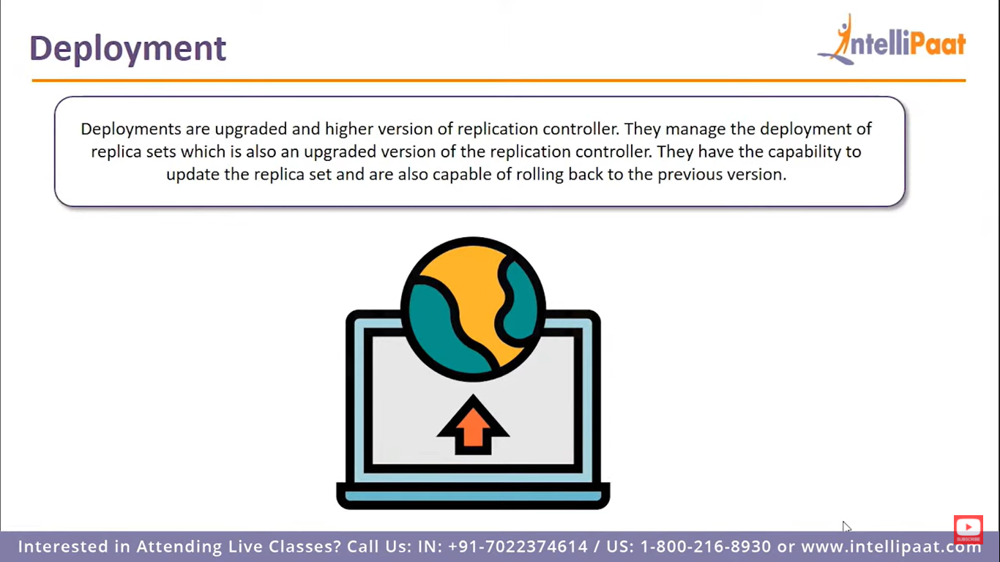 Deployment
IntelliPaat
Deployments are upgraded and higher version of replication controller. They manage the deployment of
replica sets which is also an upgraded version of the replication controller. They have the capability to
update the replica set and are also capable of rolling back to the previous version.
SUBSCRIBE
Interested in Attending Live Classes? Call Us: IN: +91-7022374614 / US: 1-800-216-8930 or www.intellipaat.com